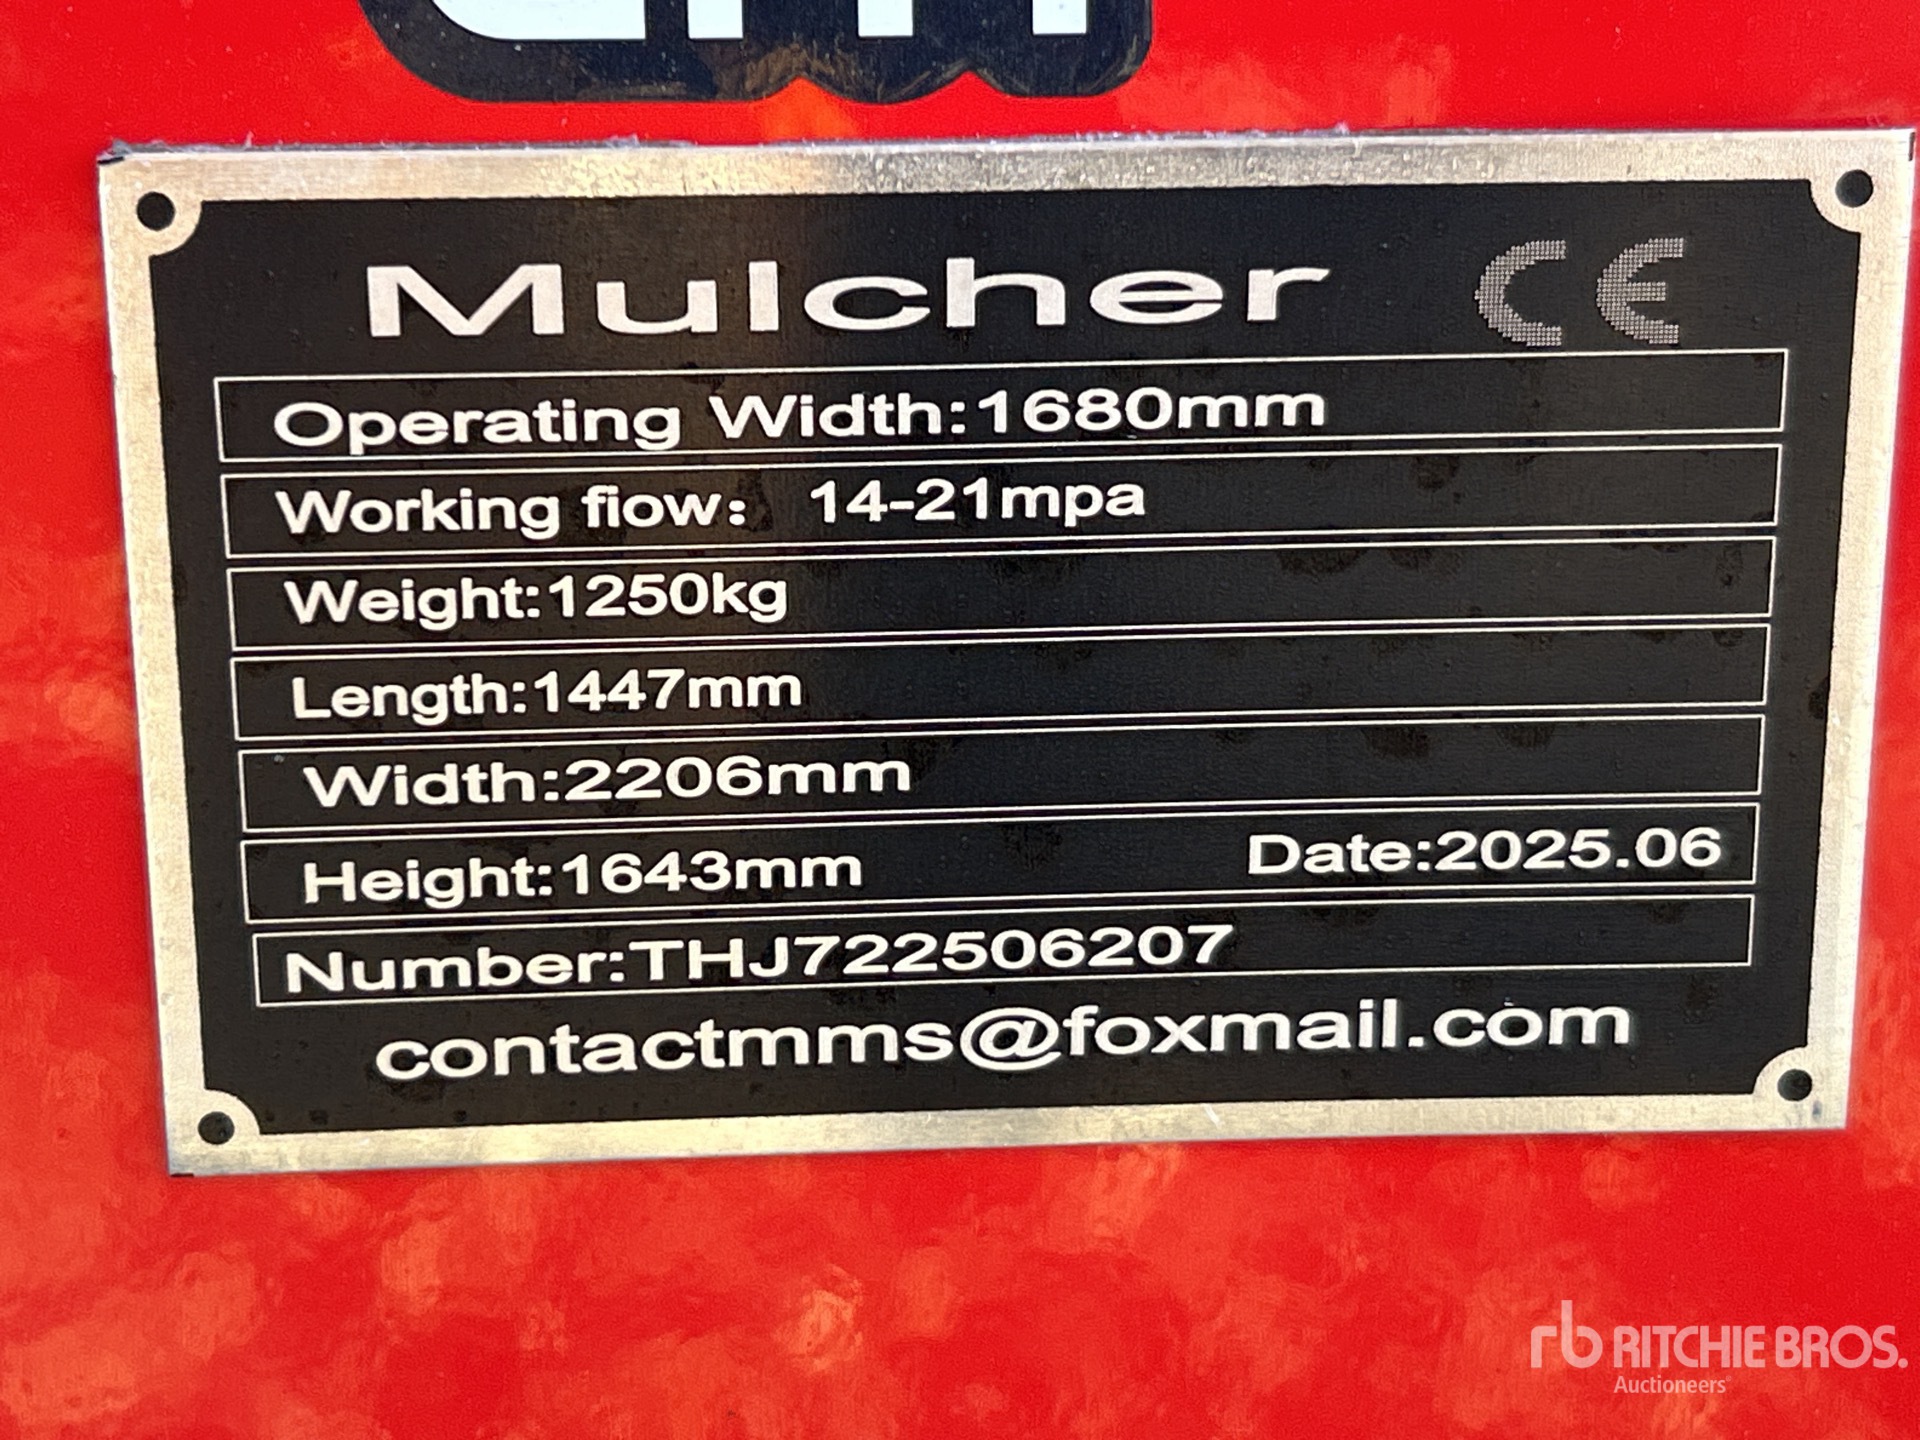 Mulcher CE
Operating Width:1680mm
Working flow: 14-21mpa
Weight:1250kg
Length:1447mm
Width:2206mm
Height:1643mm Date:2025.06
Number:THJ722506207
contactmms@foxmail.com
rb RITCHIE BROS.
Auctioneers